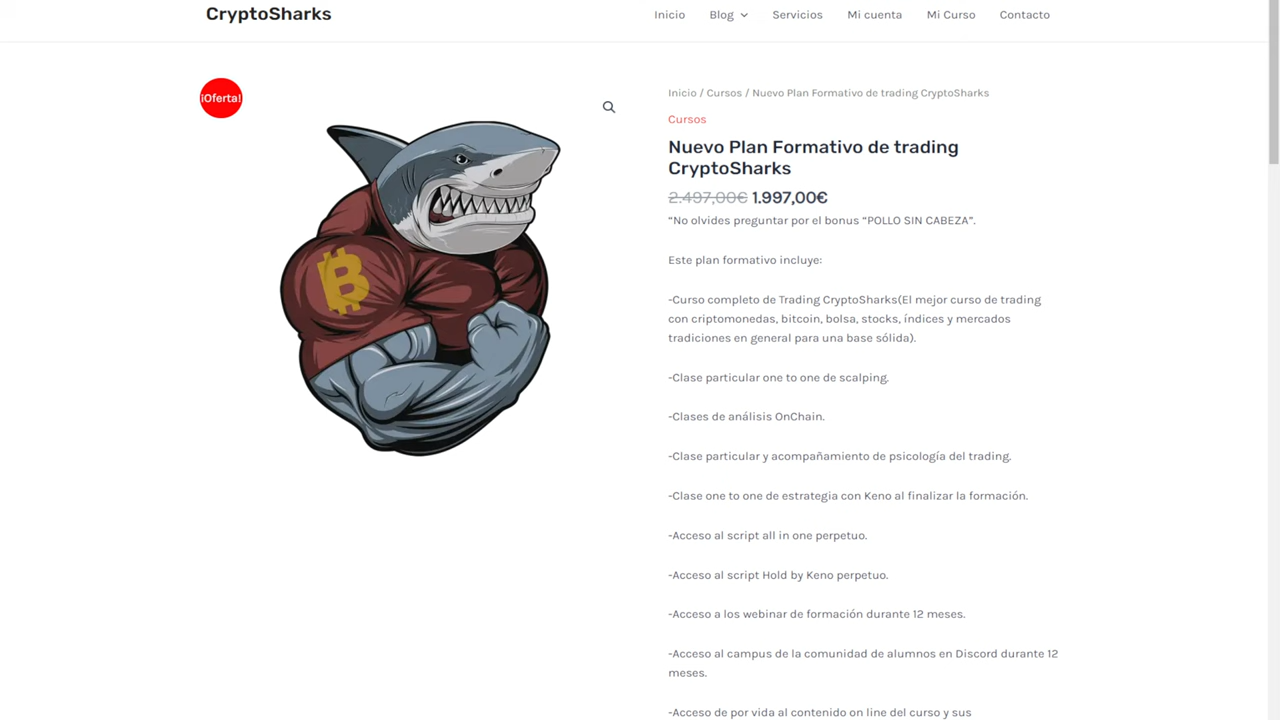 CryptoSharks
Inicio
Blog
Servicios
Mi cuenta
Mi Curso
Contacto
¡Oferta!
Inicio / Cursos / Nuevo Plan Formativo de trading CryptoSharks
Cursos
Nuevo Plan Formativo de trading
CryptoSharks
2.497,00€ 1.997,00€
“No olvides preguntar por el bonus “POLLO SIN CABEZA”.
Este plan formativo incluye:
-Curso completo de Trading CryptoSharks(El mejor curso de trading
con criptomonedas, bitcoin, bolsa, stocks, índices y mercados
tradiciones en general para una base sólida).
-Clase particular one to one de scalping.
-Clases de análisis OnChain.
-Clase particular y acompañamiento de psicología del trading.
-Clase one to one de estrategia con Keno al finalizar la formación.
-Acceso al script all in one perpetuo.
-Acceso al script Hold by Keno perpetuo.
-Acceso a los webinar de formación durante 12 meses.
-Acceso al campus de la comunidad de alumnos en Discord durante 12
meses.
-Acceso de por vida al contenido on line del curso y sus